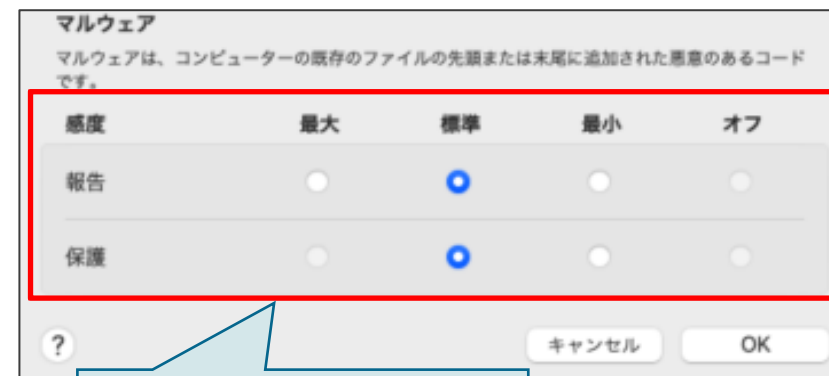 マルウェア
マルウェアは、コンピューターの既存のファイルの先頭または末尾に追加された悪意のあるコード
です。
感度 最大 標準 最小 オフ
報告
保護
? キャンセル OK